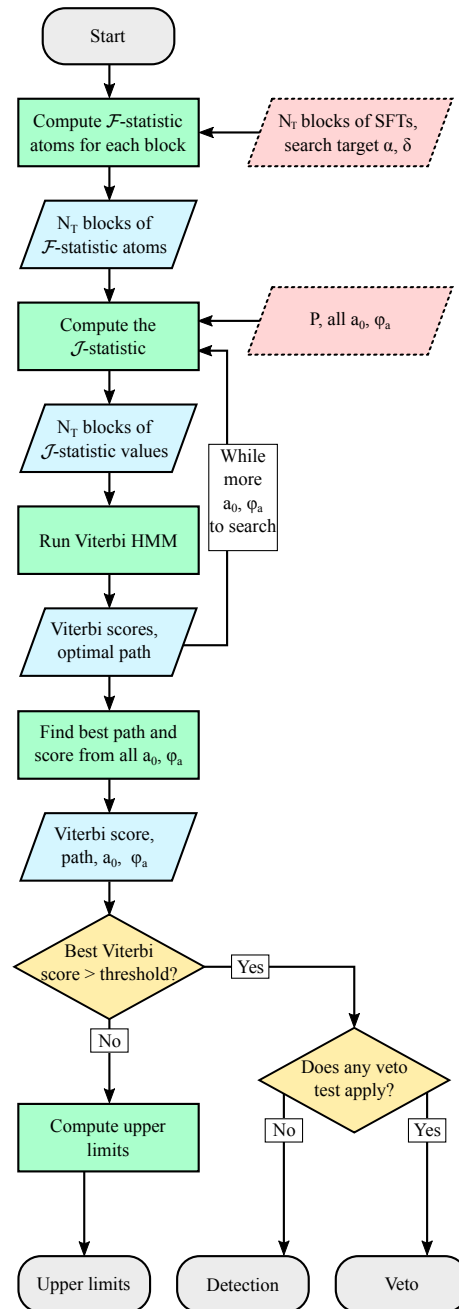 Start
Compute ℱ-statistic
atoms for each block
N_T blocks of SFTs,
search target α, δ
N_T blocks of
ℱ-statistic atoms
Compute the
𝒥-statistic
P, all a₀, φₐ
N_T blocks of
𝒥-statistic values
While
more
a₀, φₐ
to search
Run Viterbi HMM
Viterbi scores,
optimal path
Find best path and
score from all a₀, φₐ
Viterbi score,
path, a₀, φₐ
Best Viterbi
score > threshold?
Yes
No
Does any veto
test apply?
Compute upper
limits
No
Yes
Upper limits
Detection
Veto